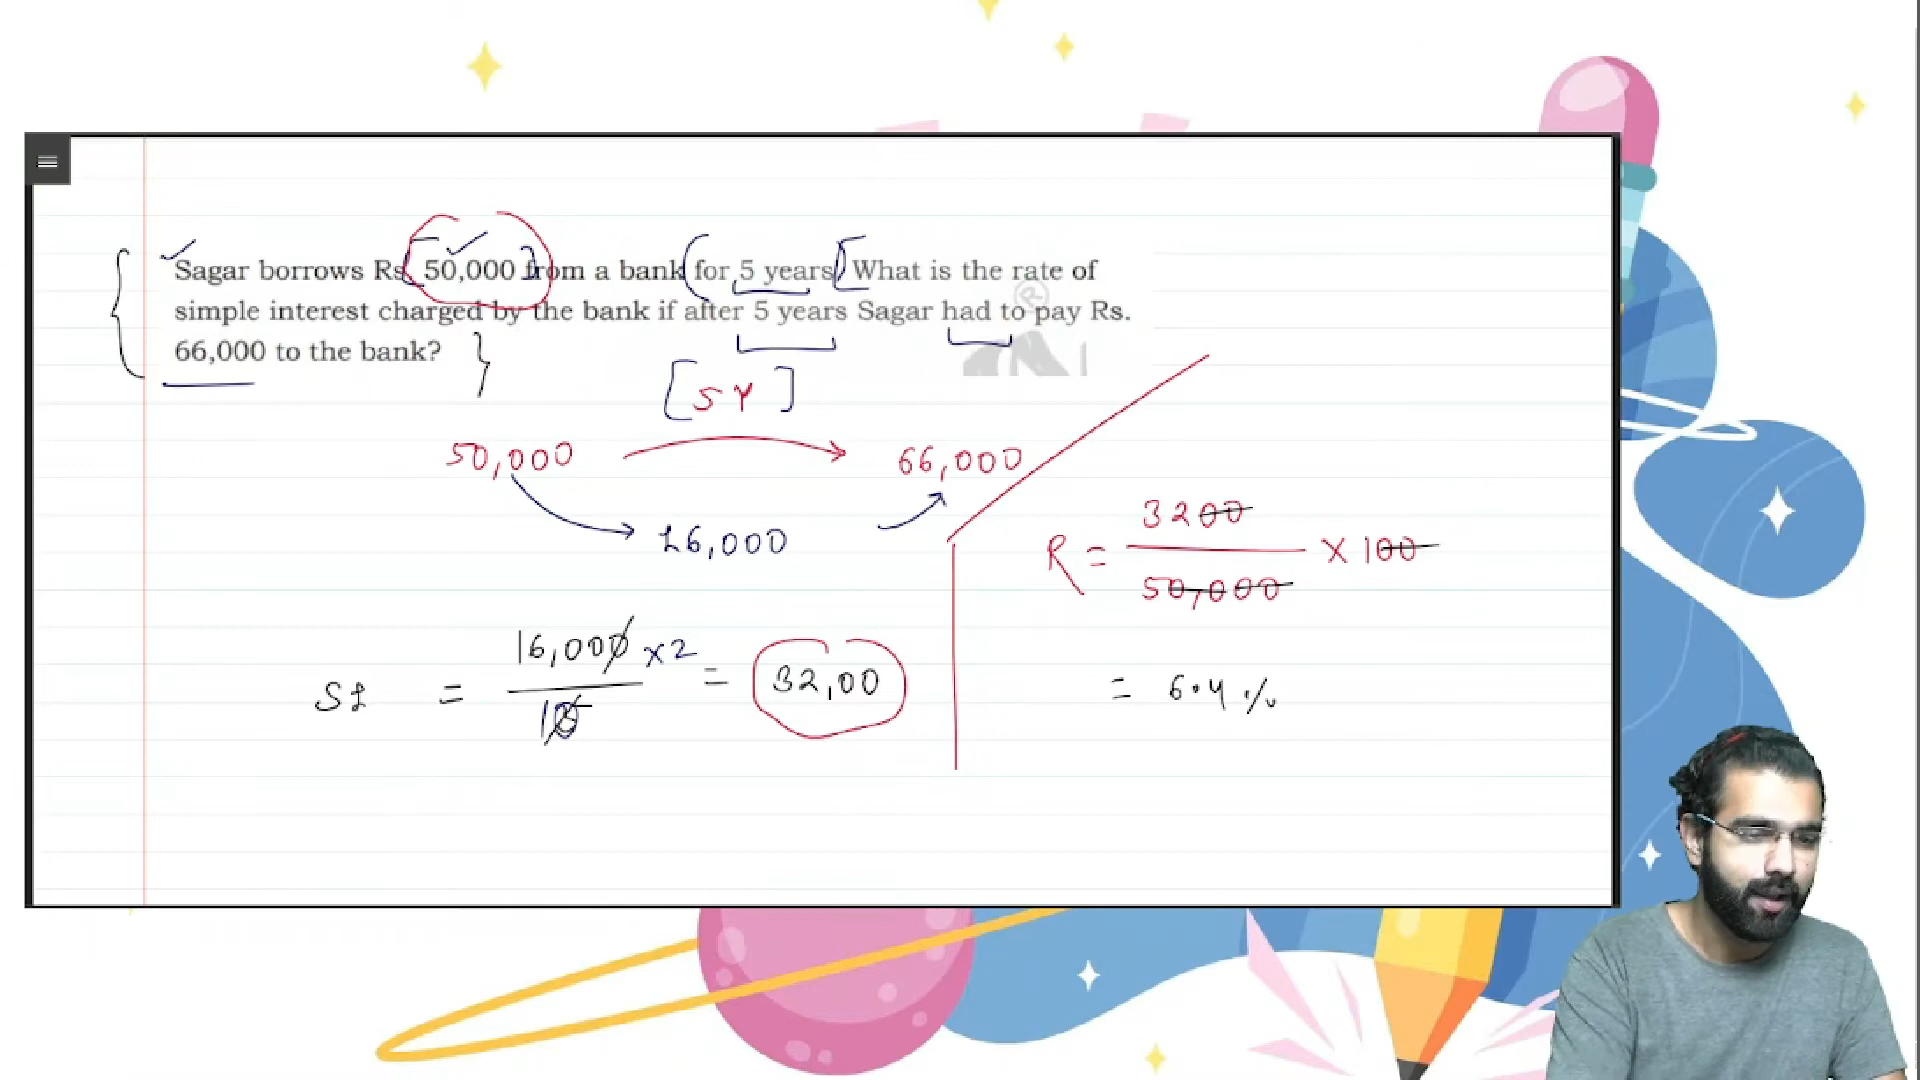 Sagar borrows Rs. 50,000 from a bank for 5 years. What is the rate of
simple interest charged by the bank if after 5 years Sagar had to pay Rs.
66,000 to the bank?
[5Y]
50,000 → 66,000
16,000
R = 3200 / 50,000 × 100
SI = 16,000 × 2 / 10 = 32,00
= 6.4 %